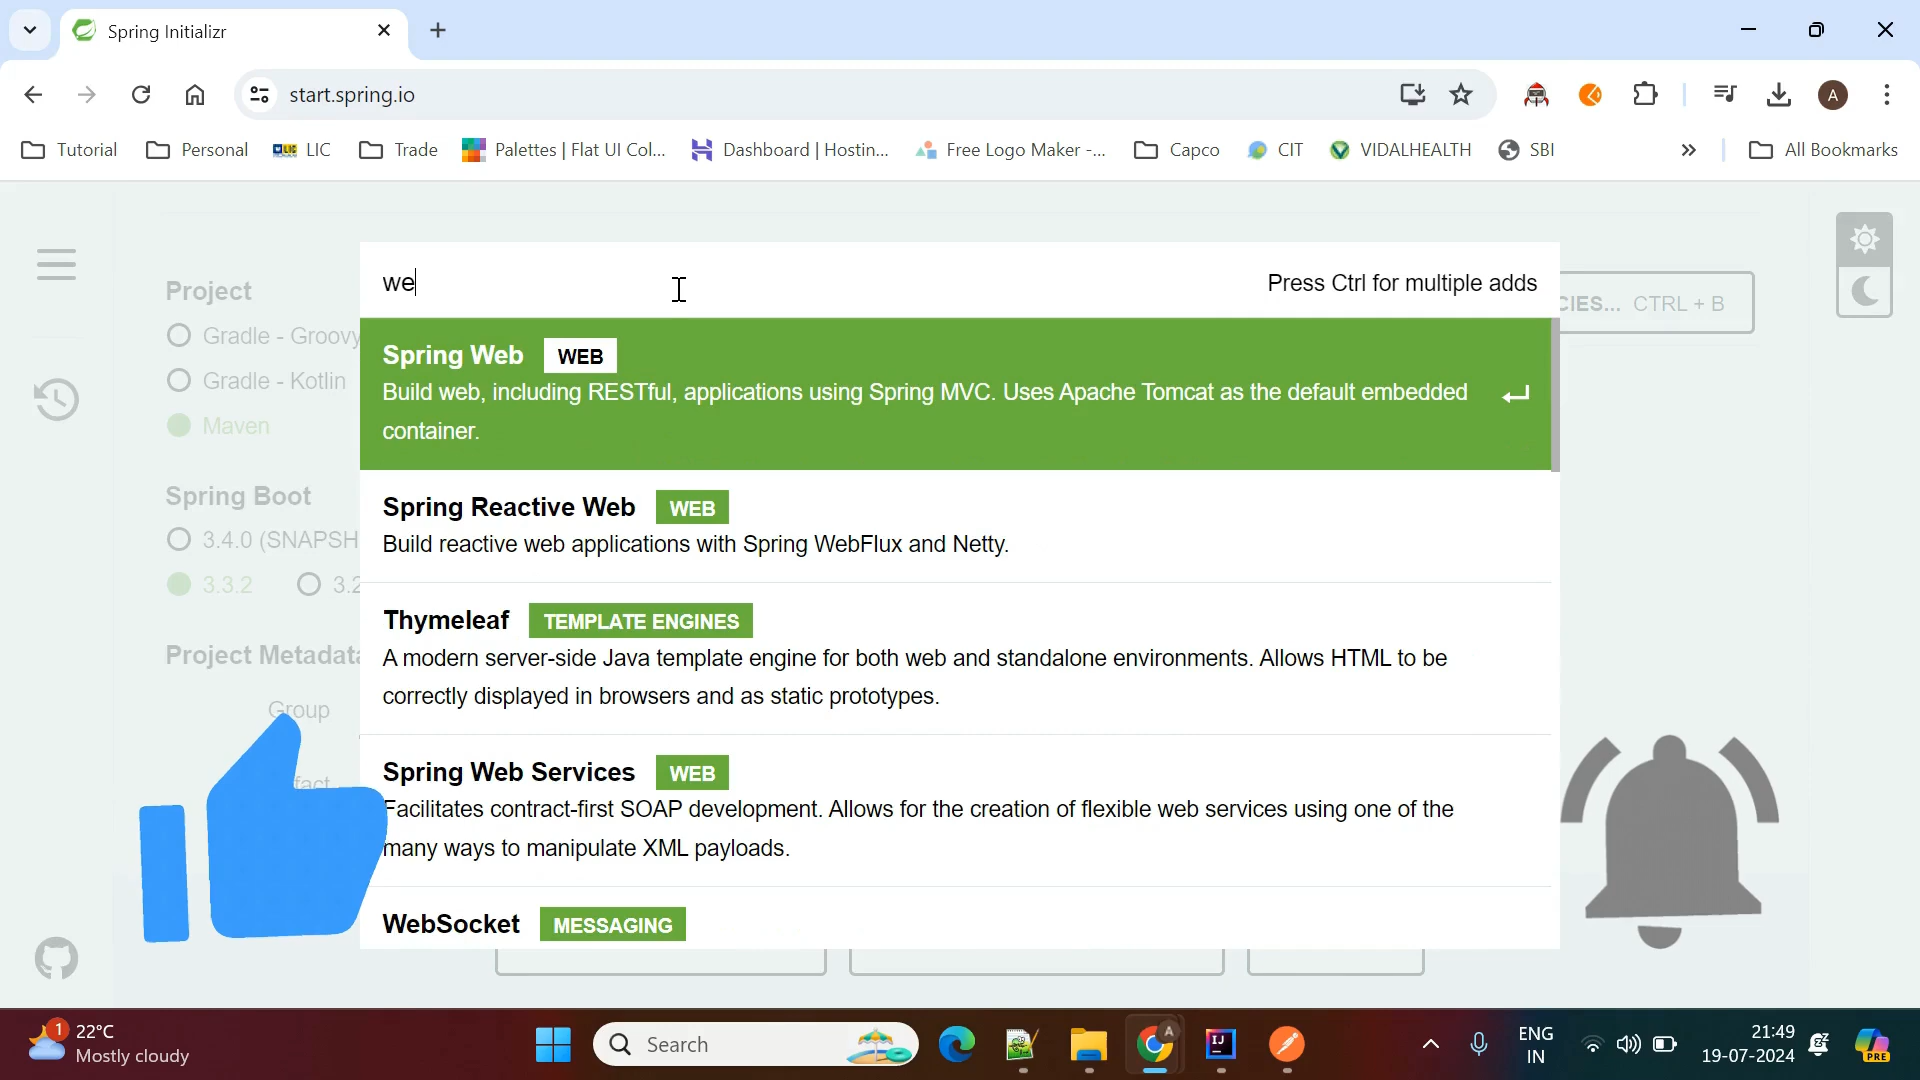 Spring Initializr
start.spring.io
A
Tutorial
Personal
LIC
Trade
Palettes | Flat UI Col...
Dashboard | Hostin...
Free Logo Maker -...
Capco
CIT
VIDALHEALTH
SBI
All Bookmarks
we
Press Ctrl for multiple adds
CIES... CTRL + B
Project
Gradle - Groovy
Gradle - Kotlin
Maven
Spring Boot
3.4.0 (SNAPSH
3.3.2
3.2
Project Metadata
Group
fact
Spring Web WEB
Build web, including RESTful, applications using Spring MVC. Uses Apache Tomcat as the default embedded
container.
Spring Reactive Web WEB
Build reactive web applications with Spring WebFlux and Netty.
Thymeleaf TEMPLATE ENGINES
A modern server-side Java template engine for both web and standalone environments. Allows HTML to be
correctly displayed in browsers and as static prototypes.
Spring Web Services WEB
Facilitates contract-first SOAP development. Allows for the creation of flexible web services using one of the
many ways to manipulate XML payloads.
WebSocket MESSAGING
1
22°C
Mostly cloudy
Search
A
IJ
ENG
IN
21:49
19-07-2024
PRE